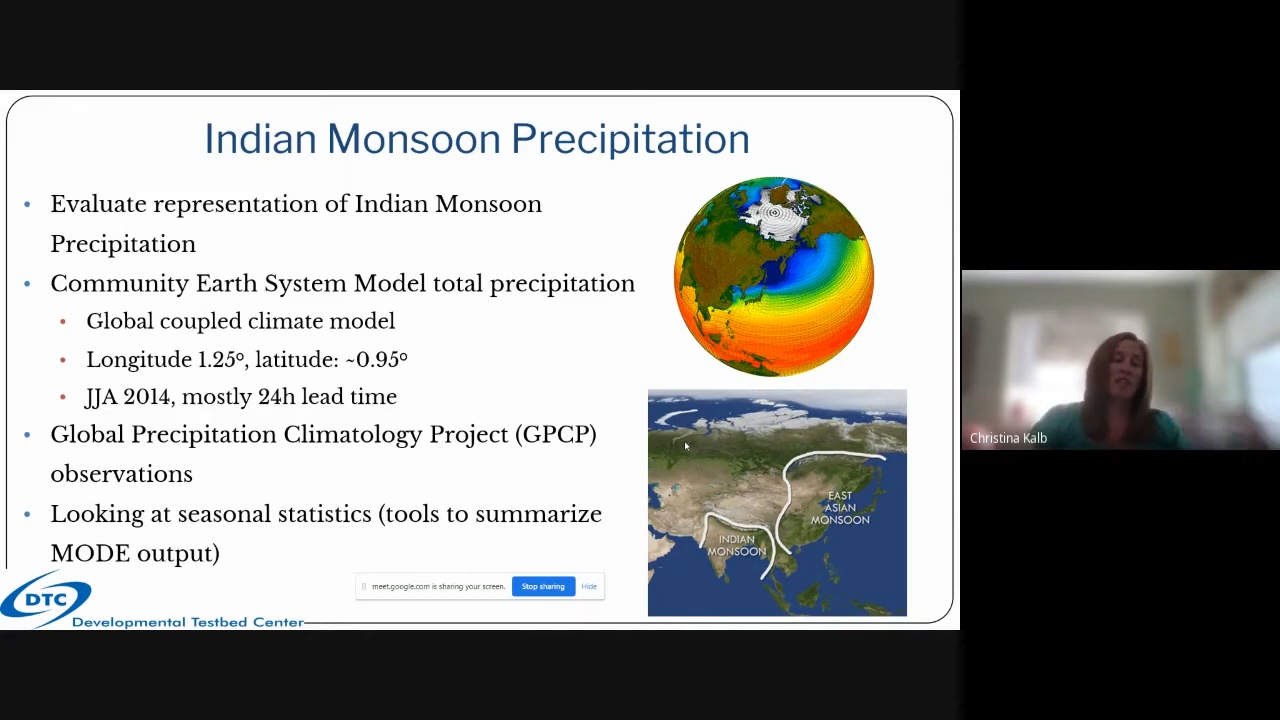 Indian Monsoon Precipitation
• Evaluate representation of Indian Monsoon
Precipitation
• Community Earth System Model total precipitation
• Global coupled climate model
• Longitude 1.25º, latitude: ~0.95º
• JJA 2014, mostly 24h lead time
• Global Precipitation Climatology Project (GPCP)
observations
• Looking at seasonal statistics (tools to summarize
MODE output)
EAST
ASIAN
MONSOON
INDIAN
MONSOON
meet.google.com is sharing your screen. Stop sharing Hide
DTC
Developmental Testbed Center
Christina Kalb